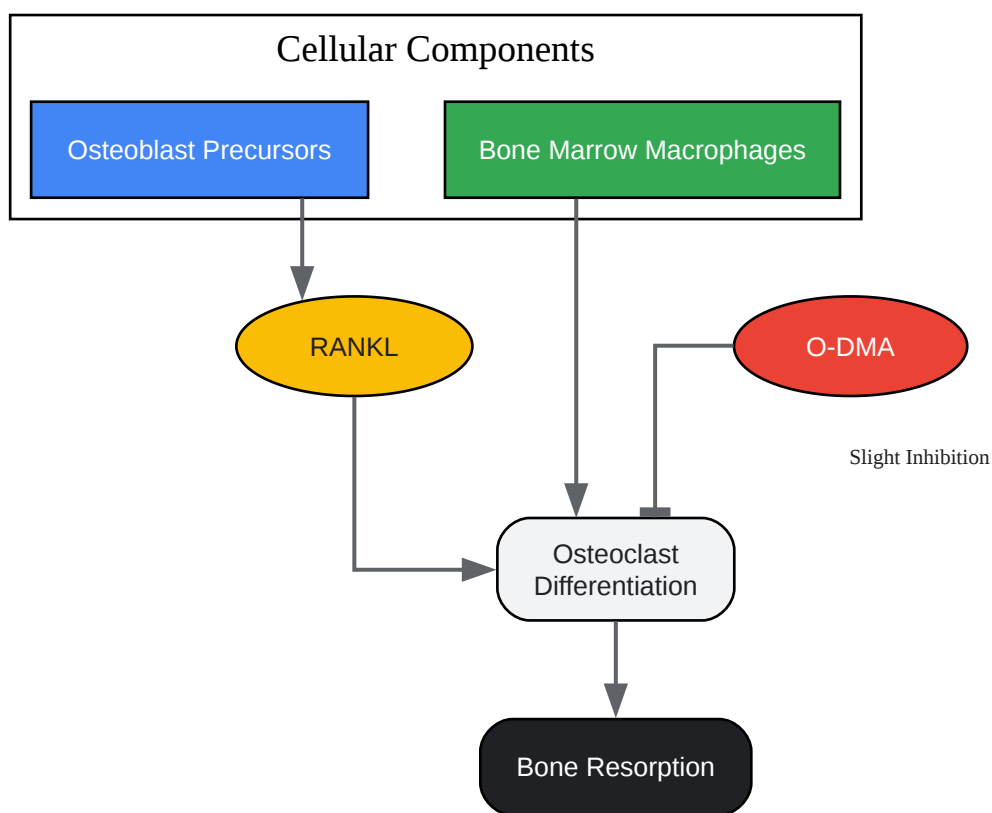 Cellular Components
Osteoblast Precursors
Bone Marrow Macrophages
RANKL
O-DMA
Slight Inhibition
Osteoclast
Differentiation
Bone Resorption